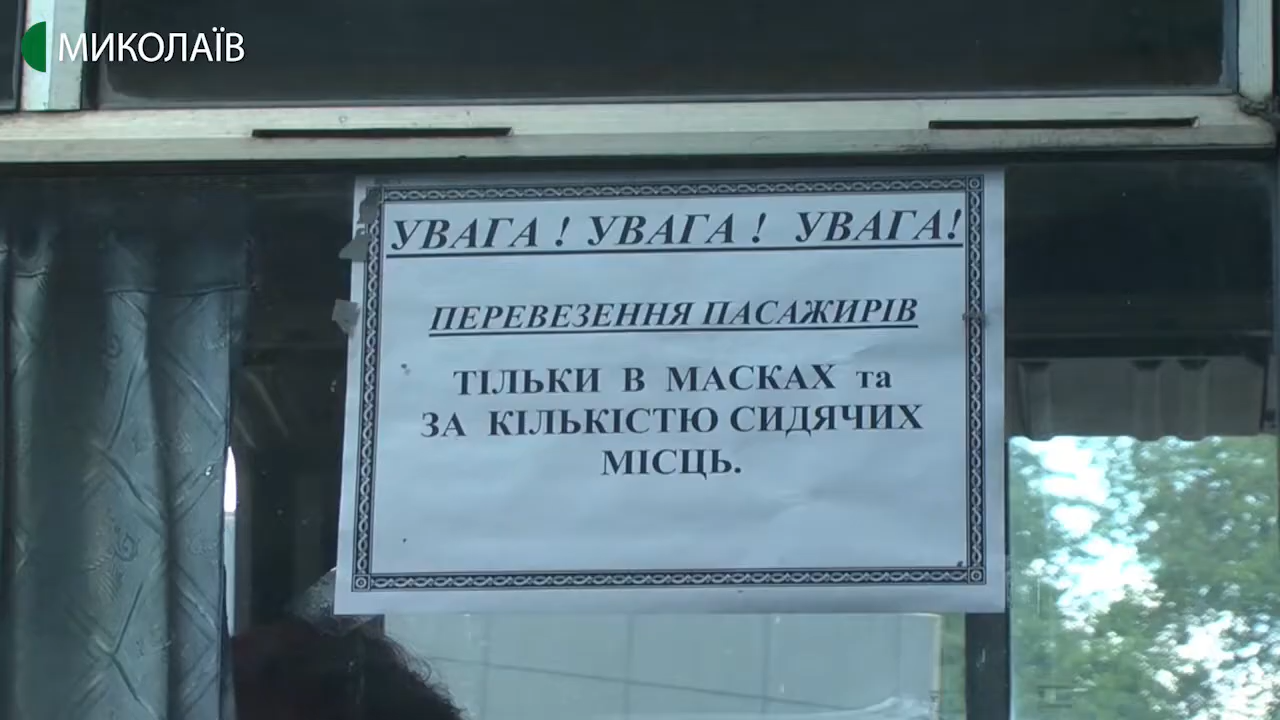 МИКОЛАЇВ
УВАГА ! УВАГА ! УВАГА!
ПЕРЕВЕЗЕННЯ ПАСАЖИРІВ
ТІЛЬКИ В МАСКАХ та
ЗА КІЛЬКІСТЮ СИДЯЧИХ
МІСЦЬ.